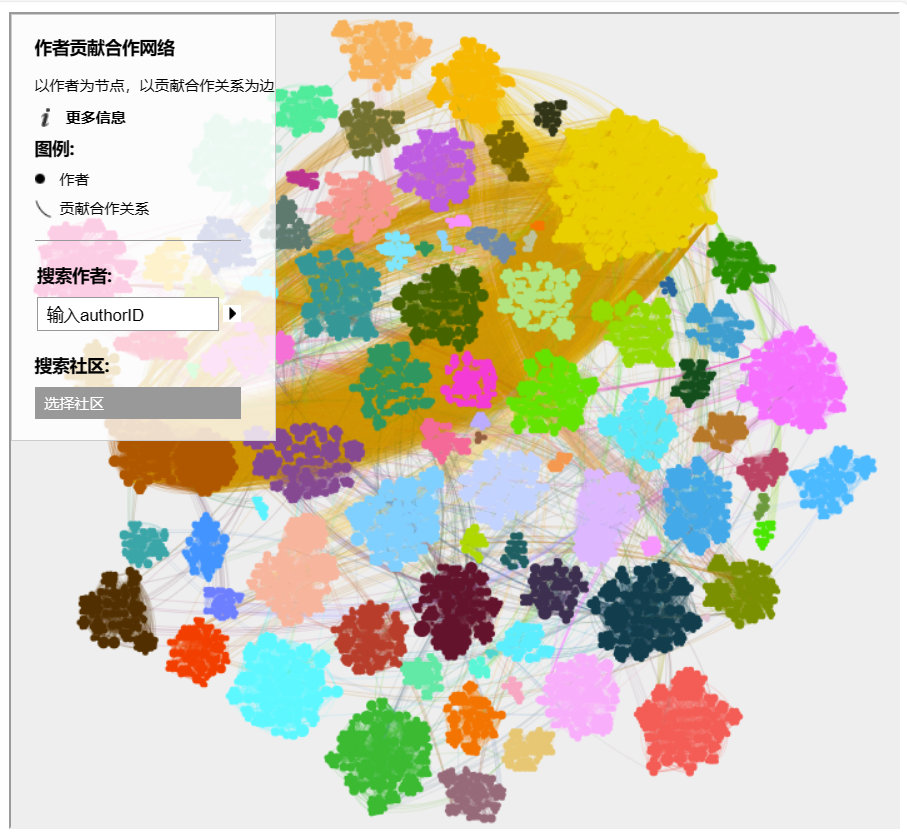 作者贡献合作网络
以作者为节点，以贡献合作关系为边
更多信息
图例:
作者
贡献合作关系
搜索作者:
输入authorID
搜索社区:
选择社区